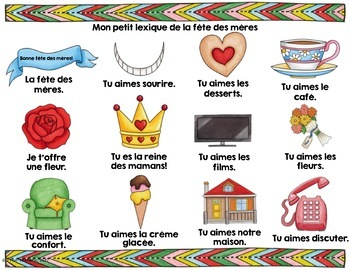 Mon petit lexique de la fête des mères
Bonne fête des mères!
La fête des
mères.
Tu aimes sourire.
Tu aimes les
desserts.
Tu aimes le
café.
Je t'offre
une fleur.
Tu es la reine
des mamans!
Tu aimes les
films.
Tu aimes les
fleurs.
Tu aimes le
confort.
Tu aimes la crème
glacée.
Tu aimes notre
maison.
Tu aimes discuter.